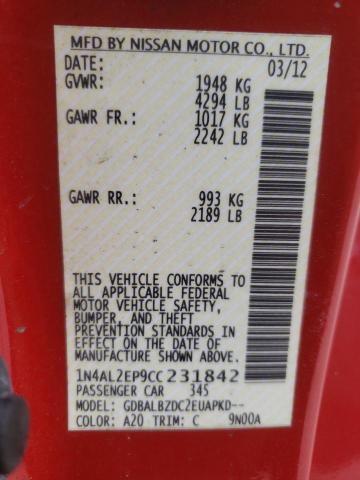 MFD BY NISSAN MOTOR CO., LTD.
DATE: 03/12
GVWR: 1948 KG
4294 LB
GAWR FR.: 1017 KG
2242 LB
GAWR RR.: 993 KG
2189 LB
THIS VEHICLE CONFORMS TO
ALL APPLICABLE FEDERAL
MOTOR VEHICLE SAFETY,
BUMPER, AND THEFT
PREVENTION STANDARDS IN
EFFECT ON THE DATE OF
MANUFACTURE SHOWN ABOVE.
1N4AL2EP9CC231842
PASSENGER CAR 345
MODEL: GDBALBZDC2EUAPKD--
COLOR: A20 TRIM: C 9N00A